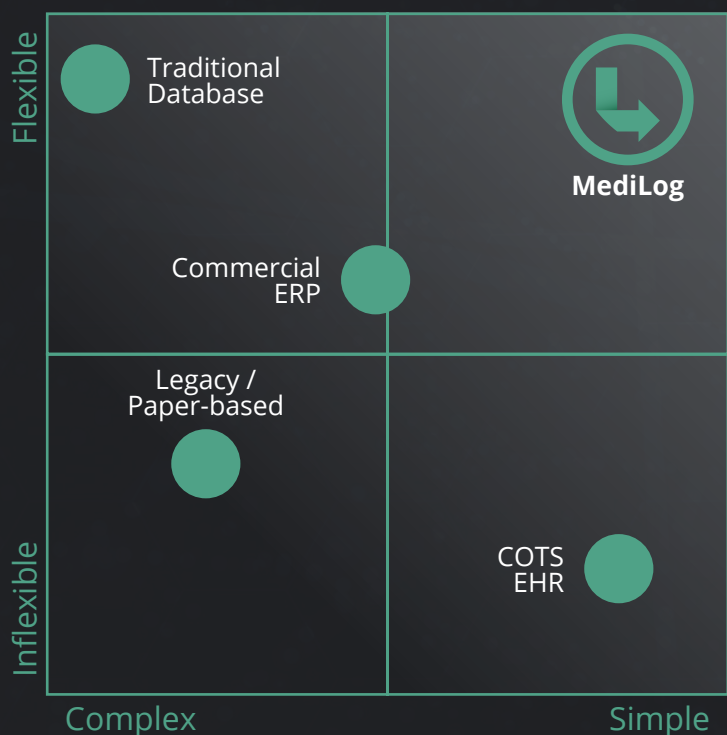 Flexible
Traditional
Database
MediLog
Commercial
ERP
Legacy /
Paper-based
COTS
EHR
Inflexible
Complex
Simple